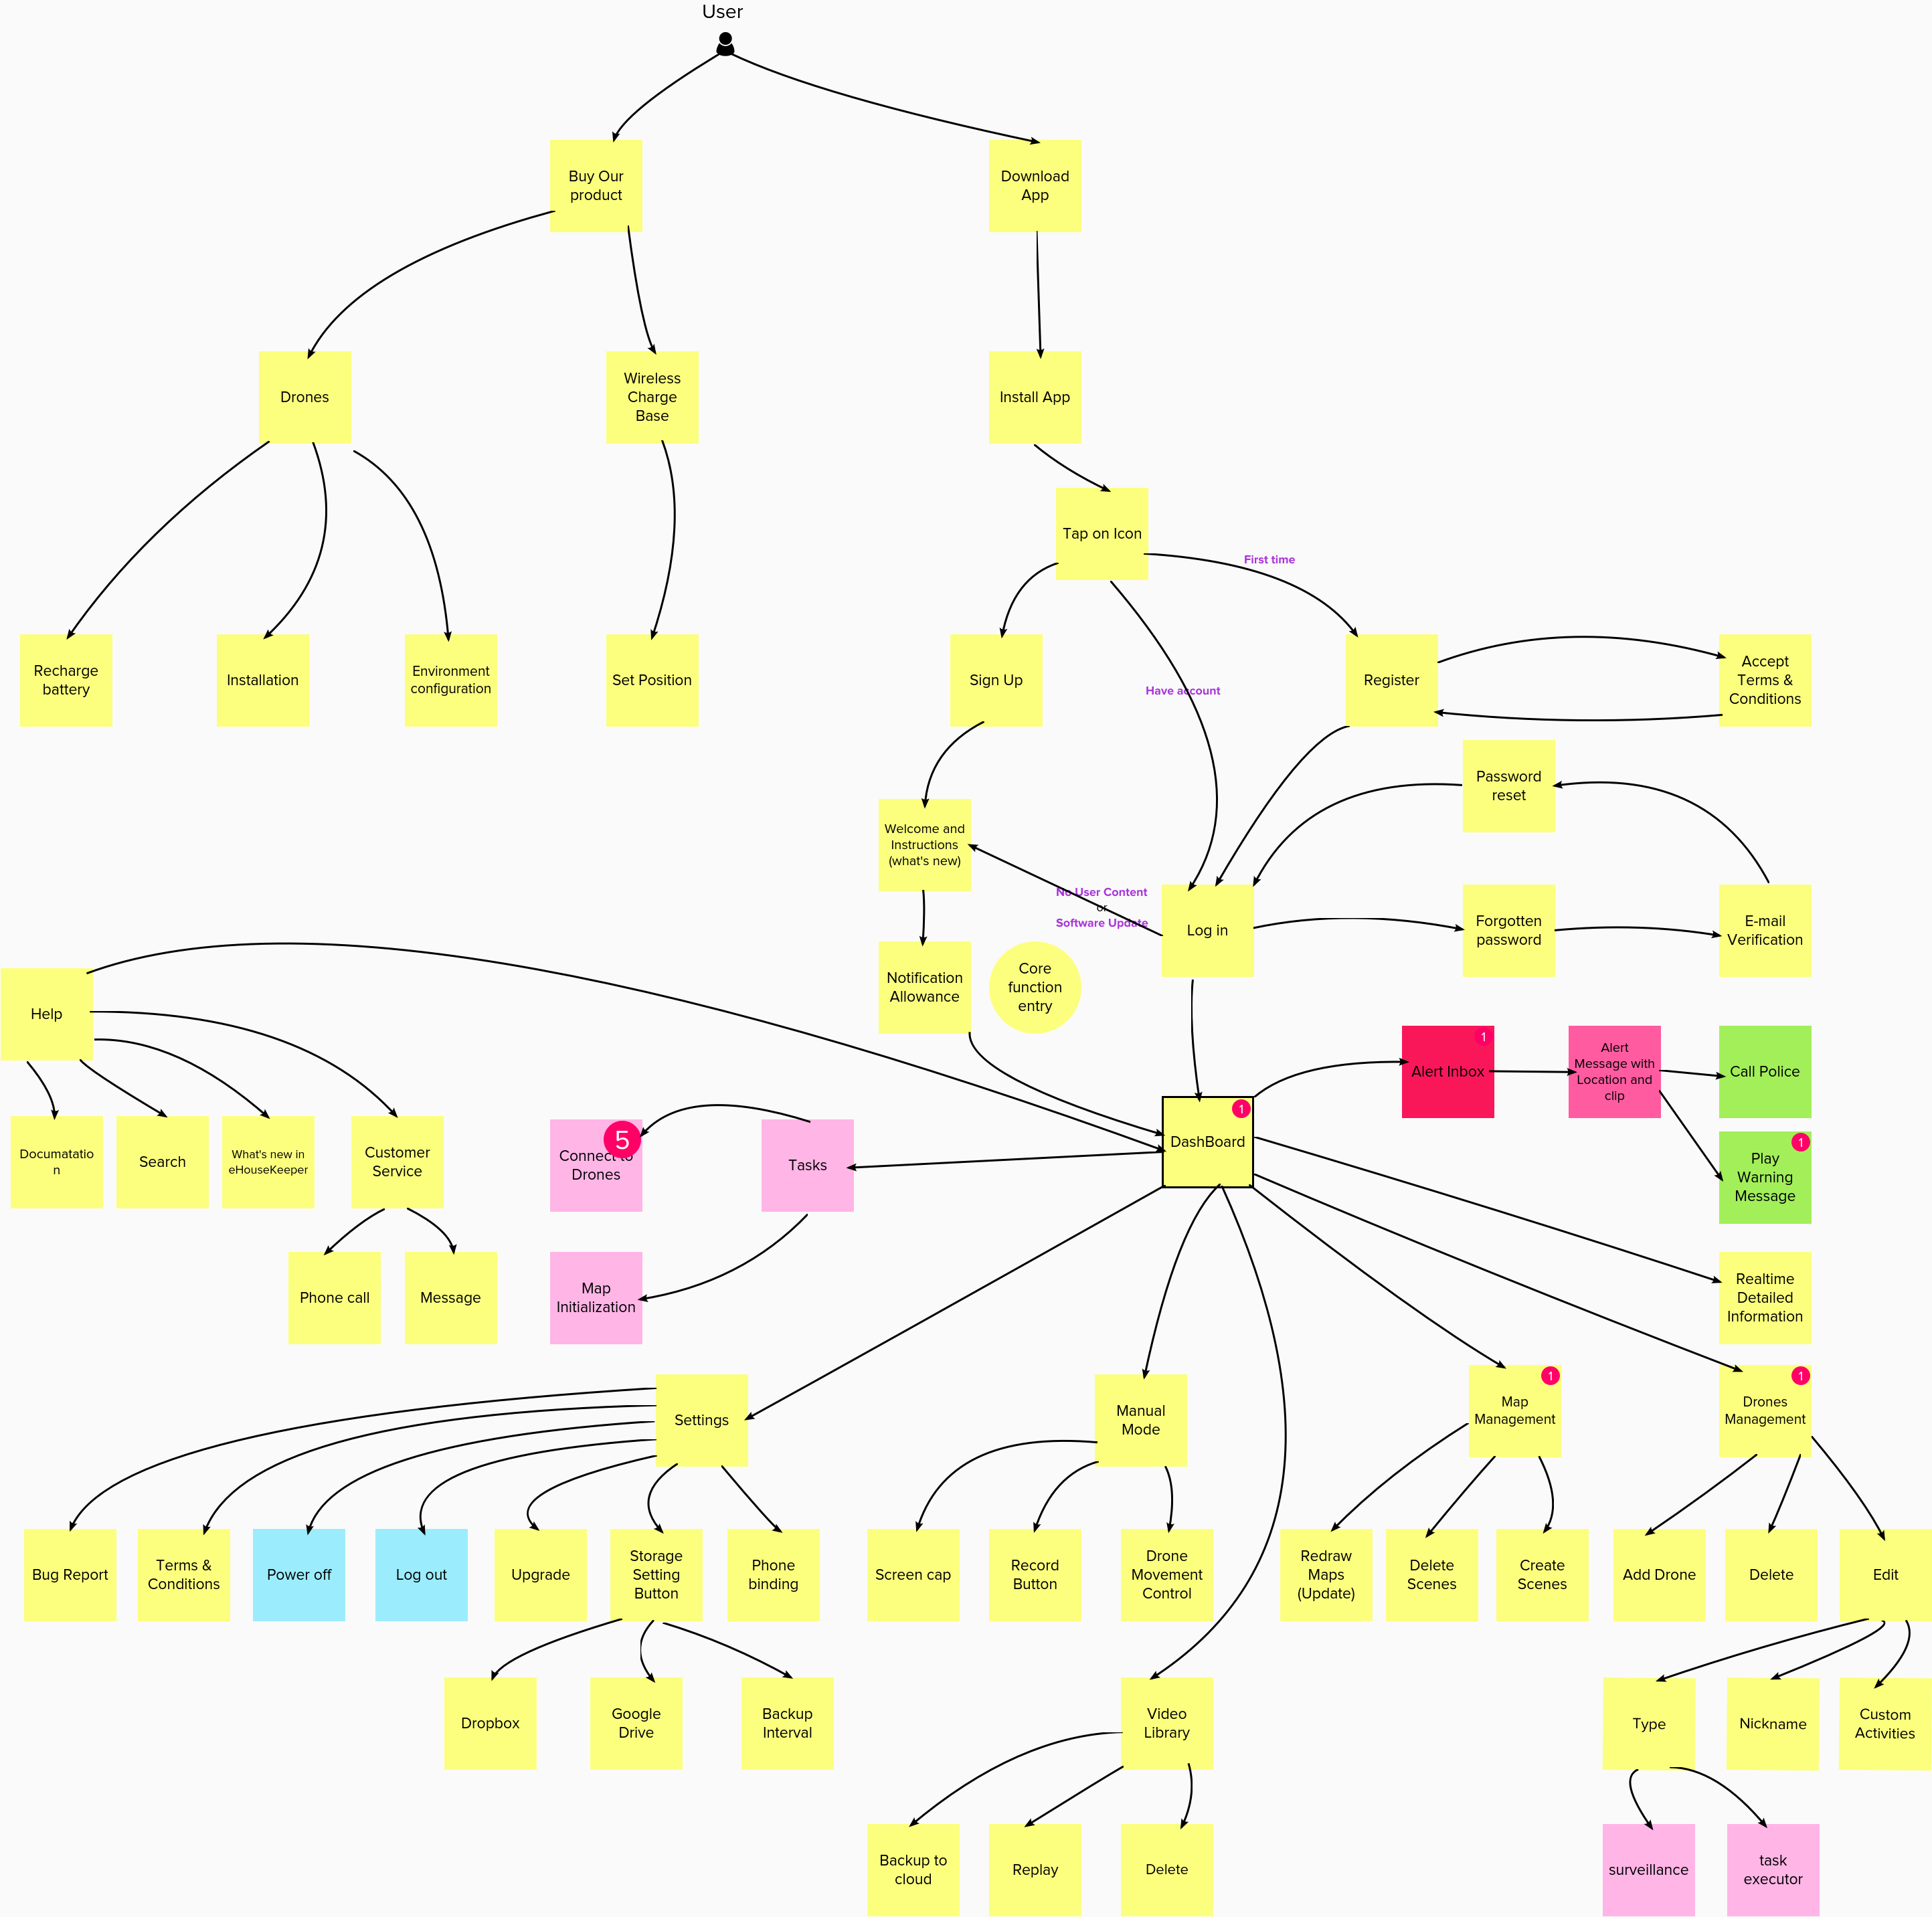 User
Buy Our
product
Download
App
Drones
Wireless
Charge
Base
Install App
Tap on Icon
First time
Recharge
battery
Installation
Environment
configuration
Set Position
Sign Up
Have account
Register
Accept
Terms &
Conditions
Password
reset
Welcome and
Instructions
(what's new)
No User Content
or
Software Update
Log in
Forgotten
password
E-mail
Verification
Notification
Allowance
Core
function
entry
Help
1
Alert Inbox
Alert
Message with
Location and
clip
Call Police
1
DashBoard
1
Play
Warning
Message
Documatatio
n
Search
What's new in
eHouseKeeper
Customer
Service
5
Connect to
Drones
Tasks
Phone call
Message
Map
Initialization
Realtime
Detailed
Information
Settings
Manual
Mode
1
Map
Management
1
Drones
Management
Bug Report
Terms &
Conditions
Power off
Log out
Upgrade
Storage
Setting
Button
Phone
binding
Screen cap
Record
Button
Drone
Movement
Control
Redraw
Maps
(Update)
Delete
Scenes
Create
Scenes
Add Drone
Delete
Edit
Dropbox
Google
Drive
Backup
Interval
Video
Library
Type
Nickname
Custom
Activities
Backup to
cloud
Replay
Delete
surveillance
task
executor